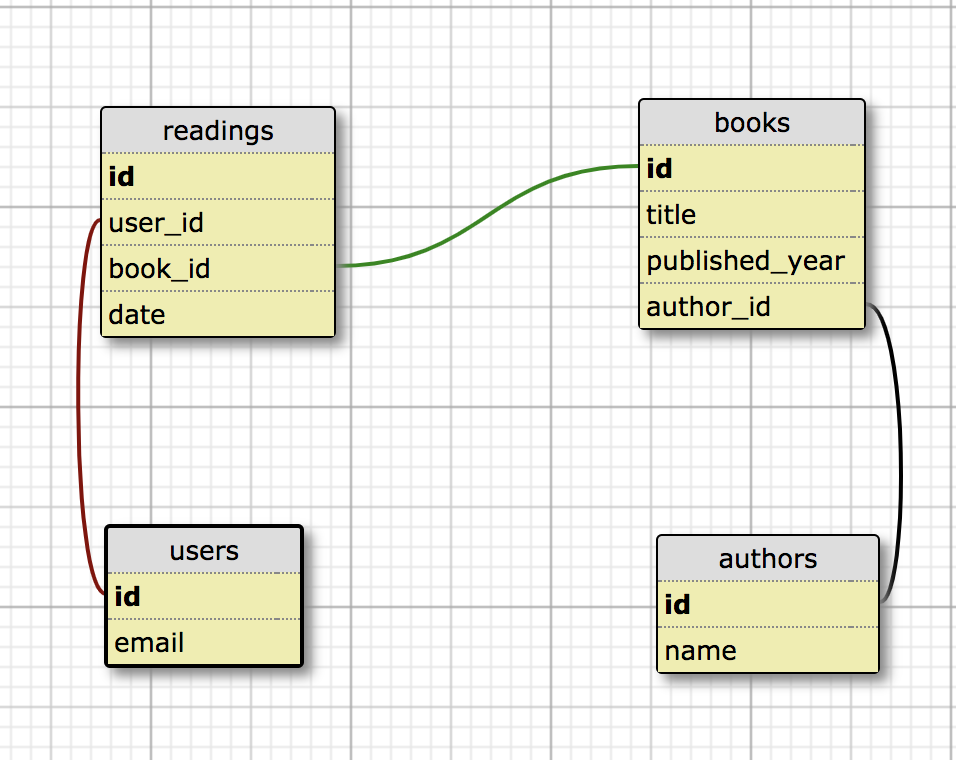 readings
id
user_id
book_id
date
books
id
title
published_year
author_id
users
id
email
authors
id
name